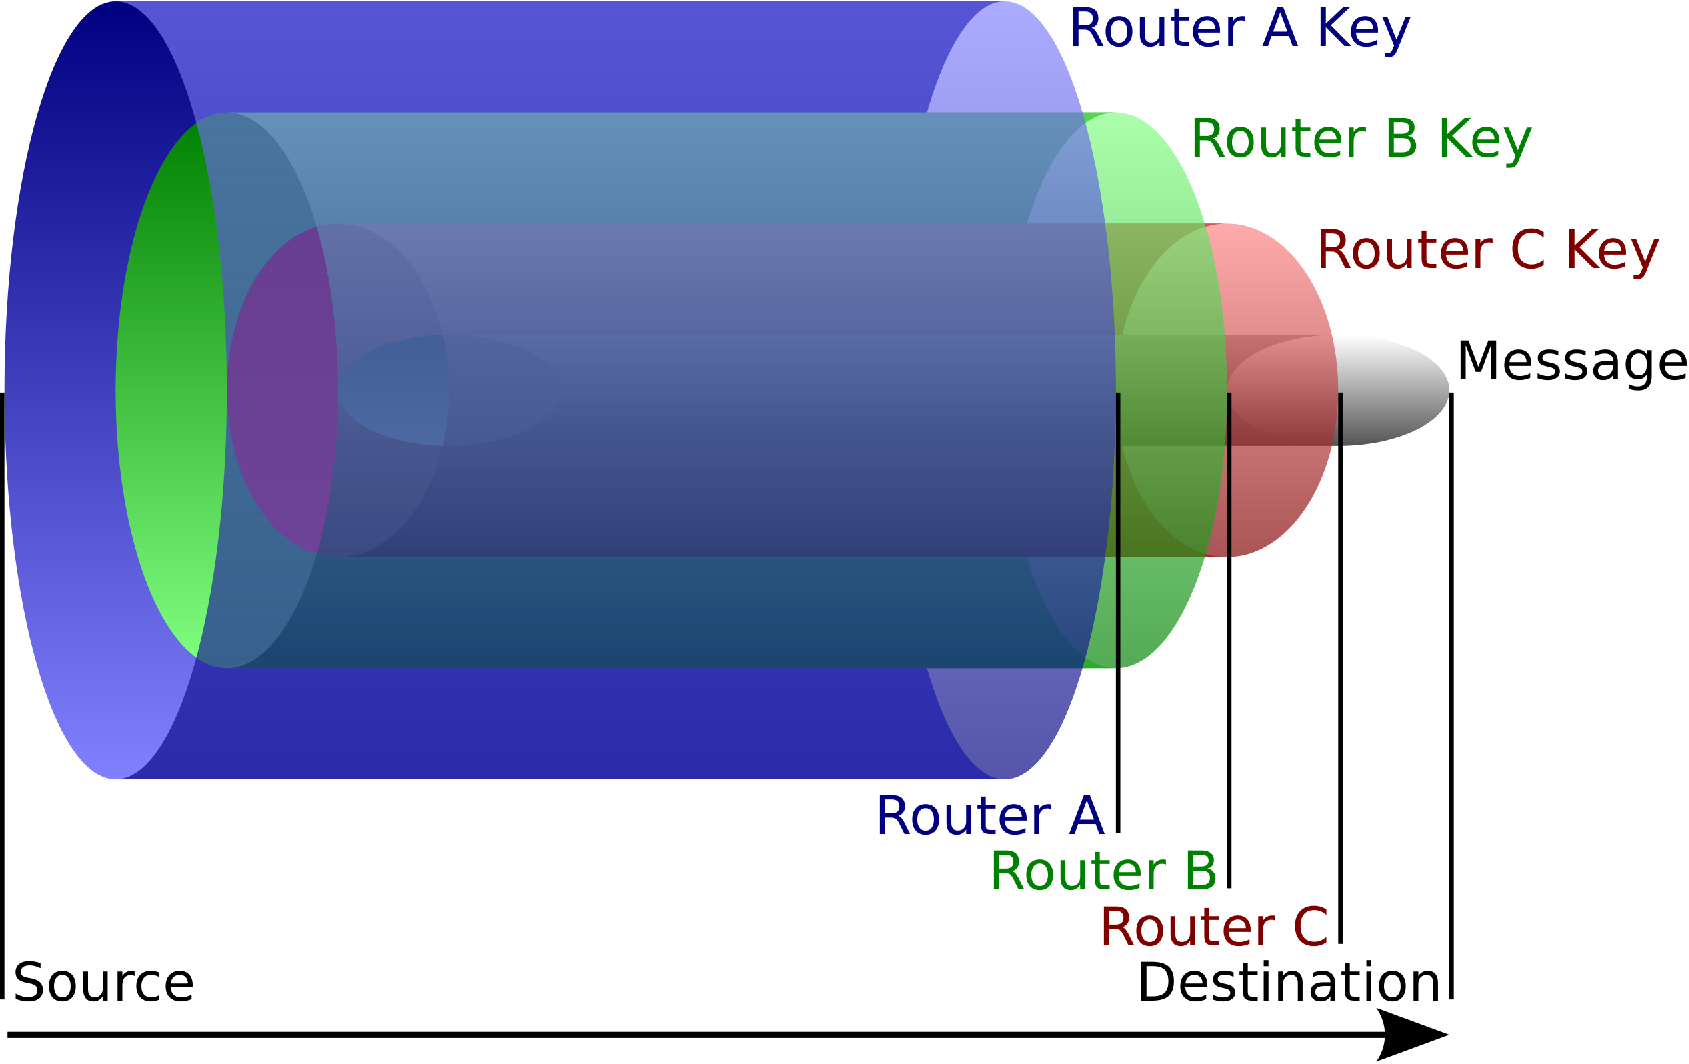 Router A Key
Router B Key
Router C Key
Message
Router A
Router B
Router C
Source
Destination